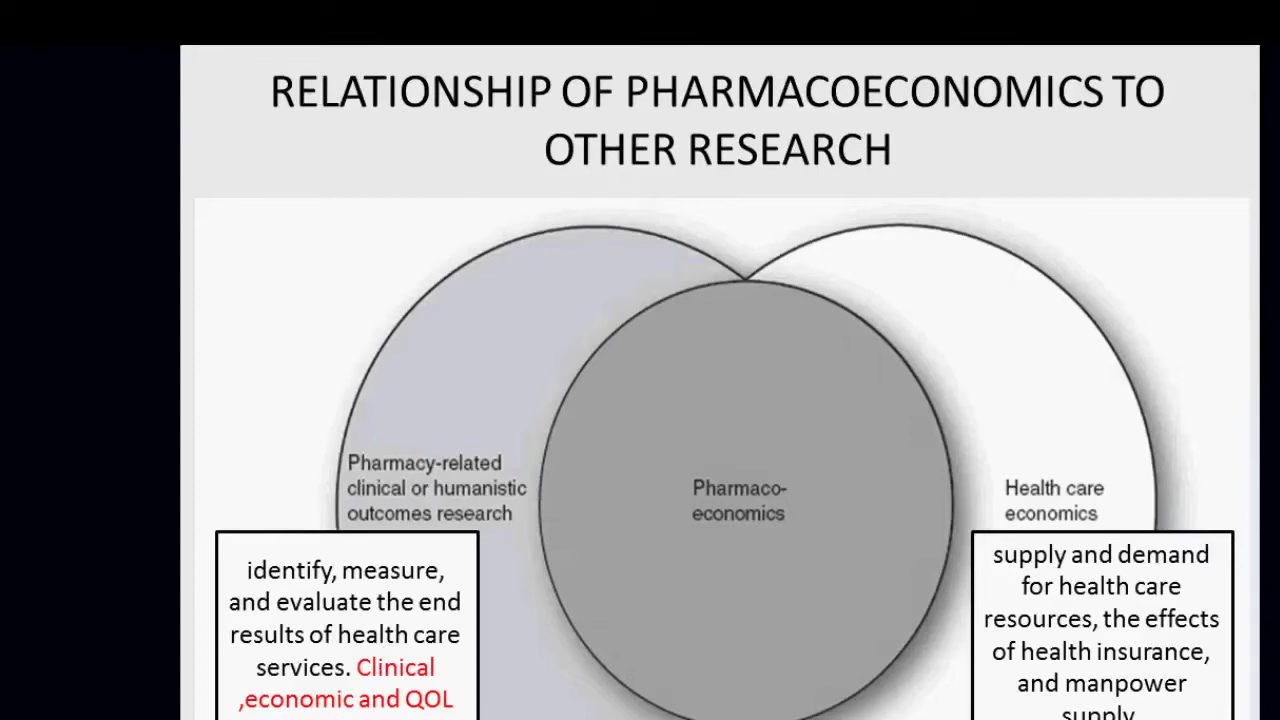 RELATIONSHIP OF PHARMACOECONOMICS TO
OTHER RESEARCH
Pharmacy-related
clinical or humanistic
outcomes research
Pharmaco-
economics
Health care
economics
identify, measure,
and evaluate the end
results of health care
services. Clinical
,economic and QOL
supply and demand
for health care
resources, the effects
of health insurance,
and manpower
supply